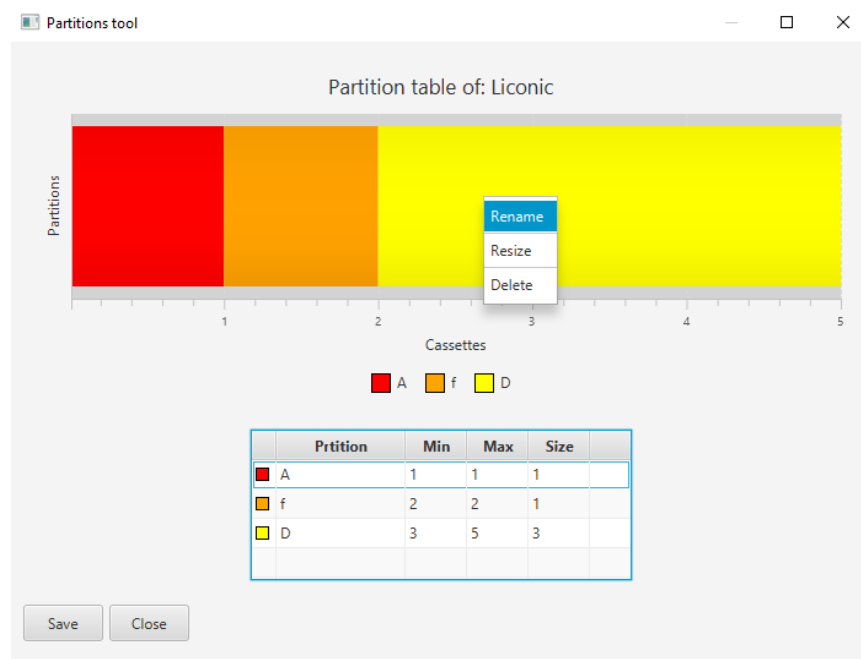 Partitions tool
Partition table of: Liconic
Partitions
Rename
Resize
Delete
1 2 3 4 5
Cassettes
A f D
Prtition Min Max Size
A 1 1 1
f 2 2 1
D 3 5 3
Save Close